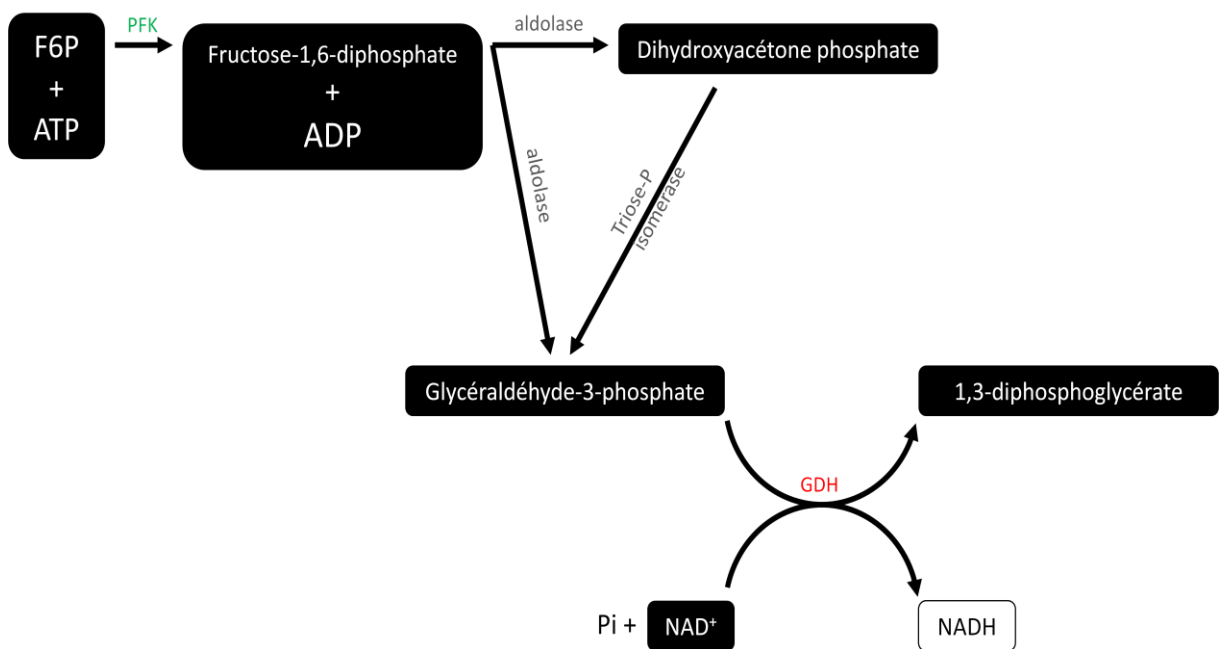 F6P
+
ATP
PFK
Fructose-1,6-diphosphate
+
ADP
aldolase
Dihydroxyacétone phosphate
aldolase
Triose-P
isomerase
Glycéraldéhyde-3-phosphate
1,3-diphosphoglycérate
GDH
Pi + NAD⁺
NADH